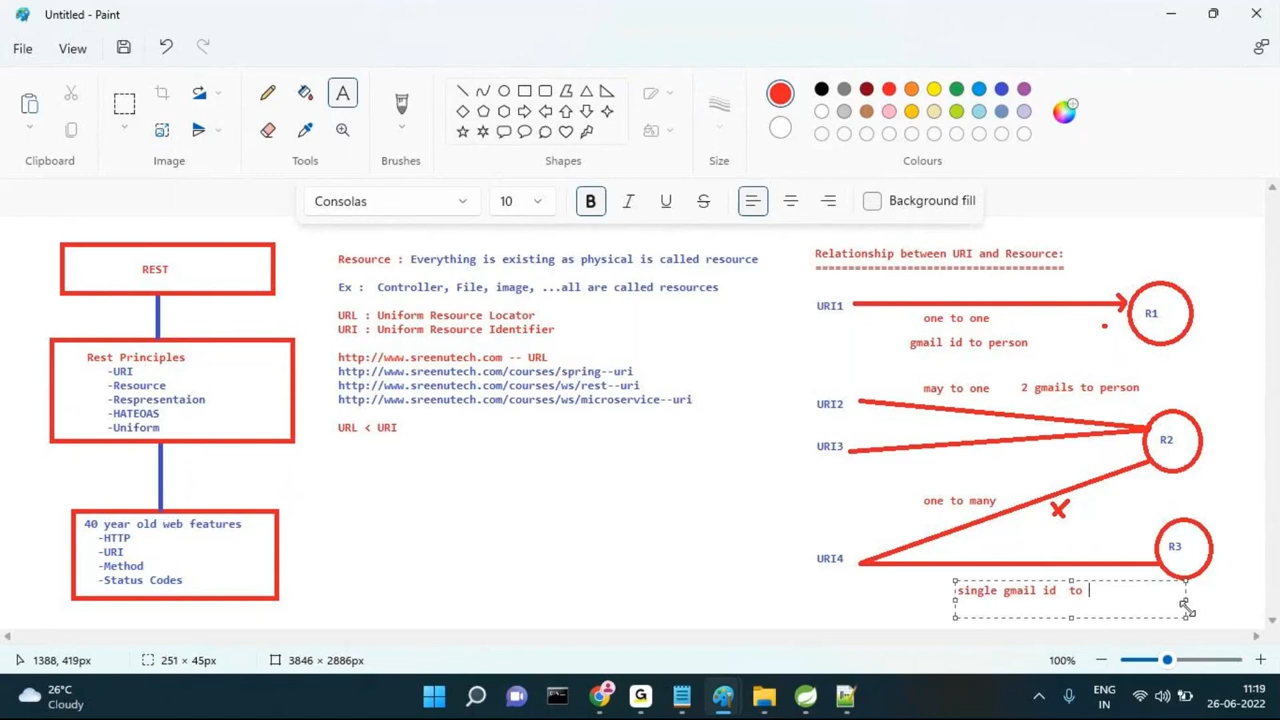 Untitled - Paint
File
View
Clipboard
Image
Tools
Brushes
Shapes
Size
Colours
Consolas
10
B
I
U
S
Background fill
REST
Rest Principles
-URI
-Resource
-Respresentaion
-HATEOAS
-Uniform
40 year old web features
-HTTP
-URI
-Method
-Status Codes
Resource : Everything is existing as physical is called resource
Ex : Controller, File, image, ...all are called resources
URL : Uniform Resource Locator
URI : Uniform Resource Identifier
http://www.sreenutech.com -- URL
http://www.sreenutech.com/courses/spring--uri
http://www.sreenutech.com/courses/ws/rest--uri
http://www.sreenutech.com/courses/ws/microservice--uri
URL < URI
Relationship between URI and Resource:
======================================
URI1
R1
one to one
gmail id to person
may to one 2 gmails to person
URI2
URI3
R2
one to many
URI4
R3
single gmail id to
1388, 419px
251 × 45px
3846 × 2886px
100%
26°C
Cloudy
ENG
IN
11:19
26-06-2022